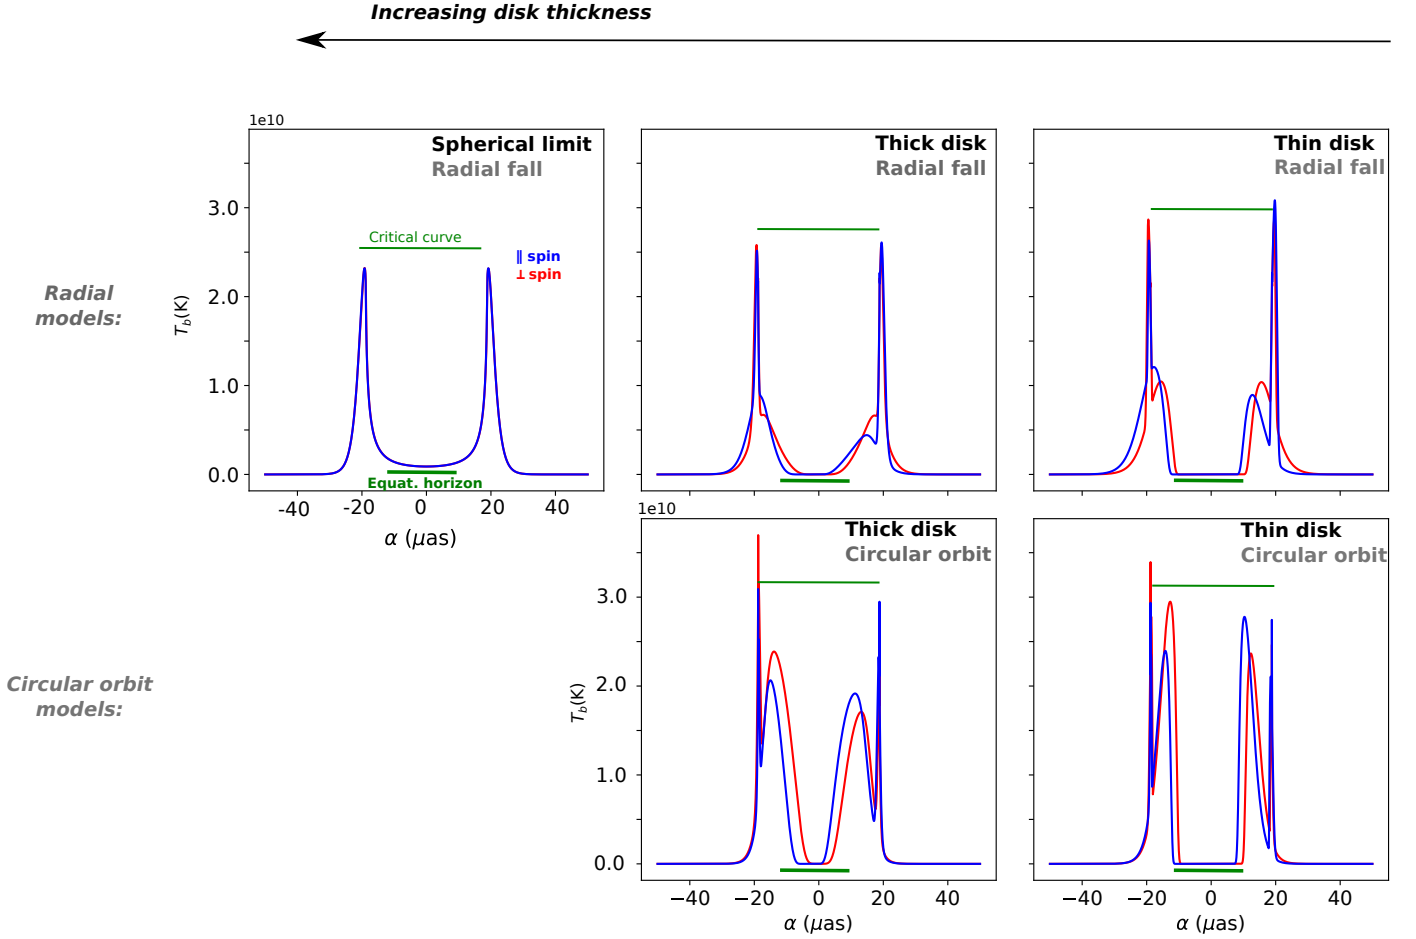 Increasing disk thickness
1e10
Spherical limit
Radial fall
Critical curve
∥ spin
⊥ spin
Equat. horizon
3.0
2.0
1.0
0.0
T_b(K)
-40 -20 0 20 40
α (μas)
Thick disk
Radial fall
Thin disk
Radial fall
Radial
models:
1e10
Thick disk
Circular orbit
3.0
2.0
1.0
0.0
T_b(K)
−40 −20 0 20 40
α (μas)
Thin disk
Circular orbit
−40 −20 0 20 40
α (μas)
Circular orbit
models: